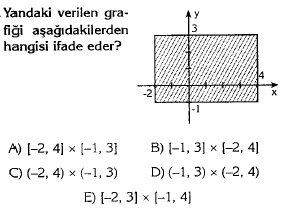 Yandaki verilen gra-
fiği aşağıdakilerden
hangisi ifade eder?
y
3
4
-2
x
-1
A) [-2, 4] × [-1, 3]
B) [-1, 3] × [-2, 4]
C) (-2, 4) × (-1, 3)
D) (-1, 3) × (-2, 4)
E) [-2, 3] × [-1, 4]